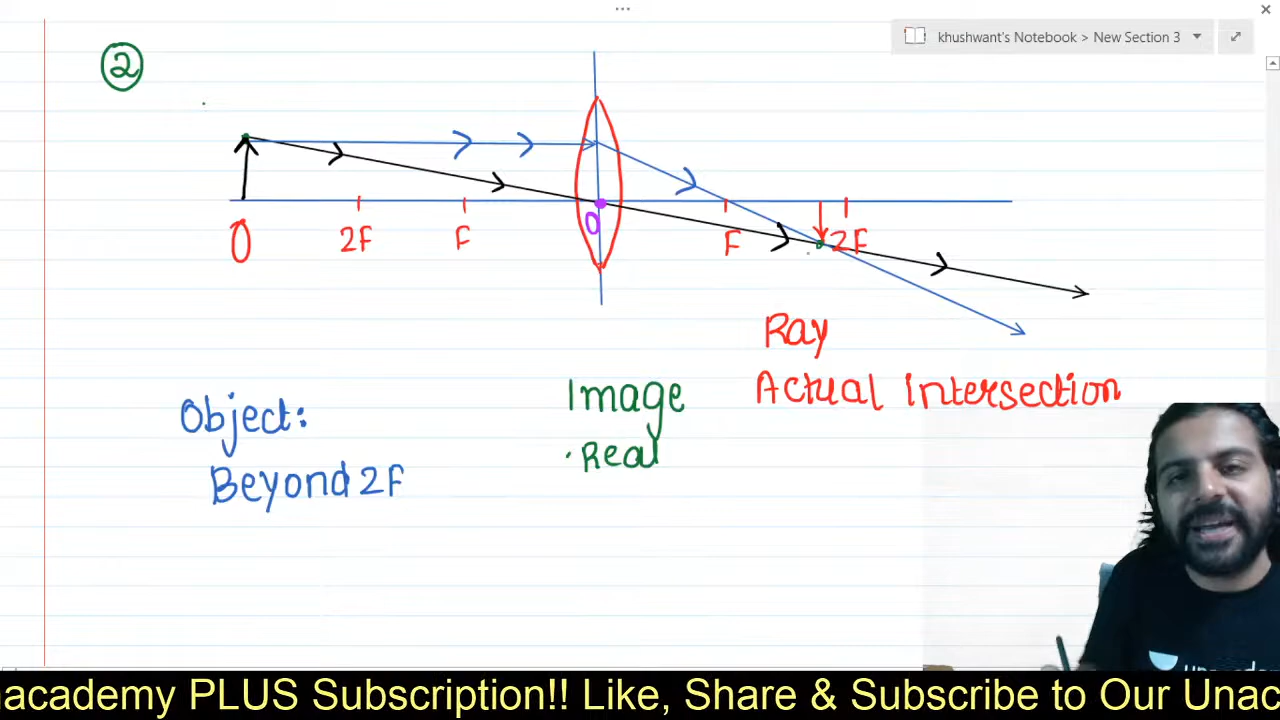 khushwant's Notebook > New Section 3
2
O 2F F O F 2F
Ray
Actual Intersection
Image
· Real
Object:
Beyond 2F
nacademy PLUS Subscription!! Like, Share & Subscribe to Our Unac